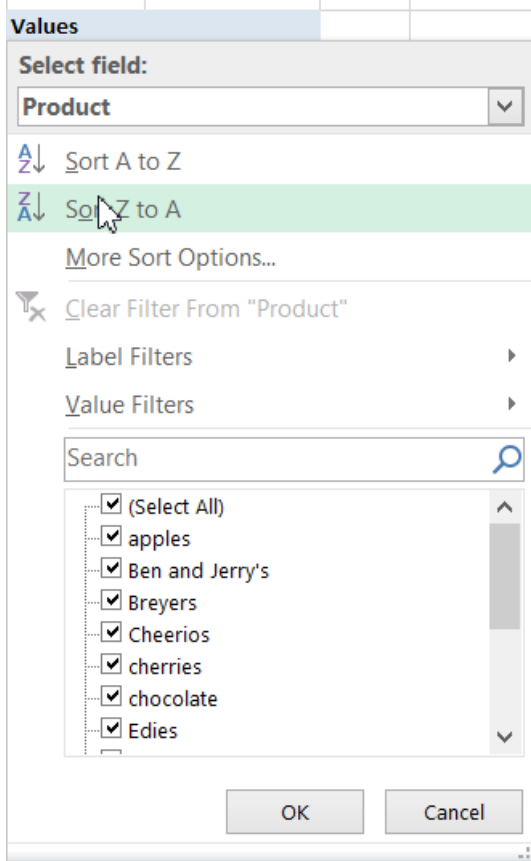 Values
Select field:
Product
Sort A to Z
Sort Z to A
More Sort Options...
Clear Filter From "Product"
Label Filters
Value Filters
Search
(Select All)
apples
Ben and Jerry's
Breyers
Cheerios
cherries
chocolate
Edies
OK Cancel